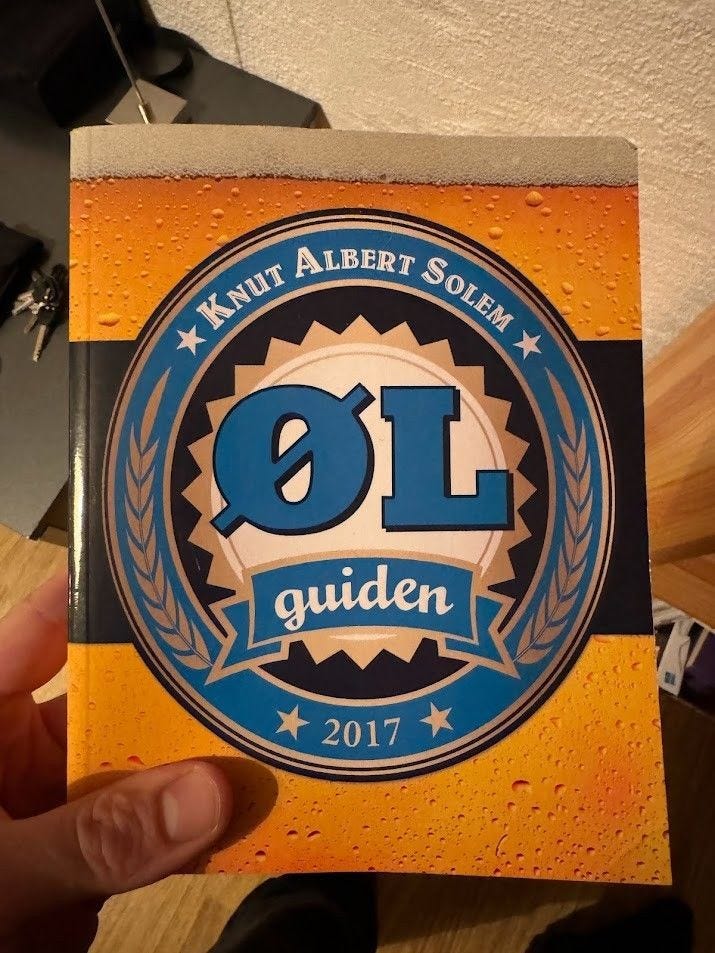 KNUT ALBERT SOLEM
ØL
guiden
2017